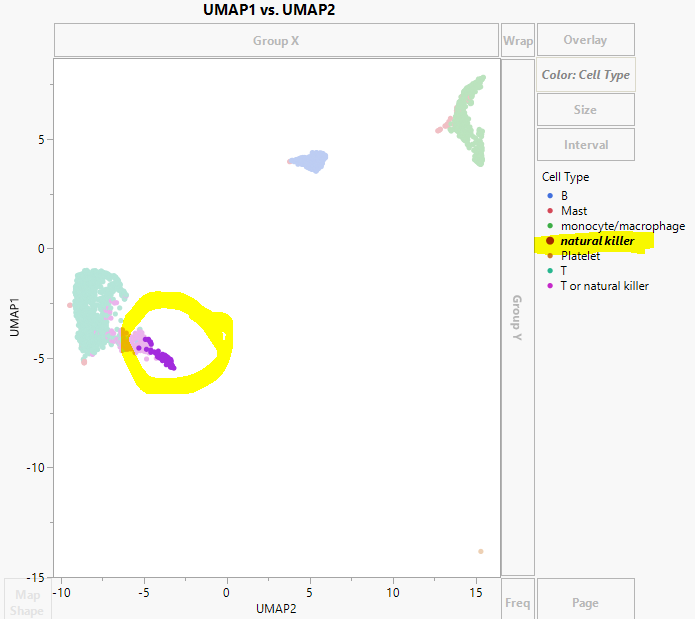 UMAP1 vs. UMAP2
Group X
Wrap
Overlay
Color: Cell Type
Size
Interval
Cell Type
B
Mast
monocyte/macrophage
natural killer
Platelet
T
T or natural killer
5
0
-5
-10
-15
UMAP1
Group Y
-10
-5
0
5
10
15
UMAP2
Map
Shape
Freq
Page